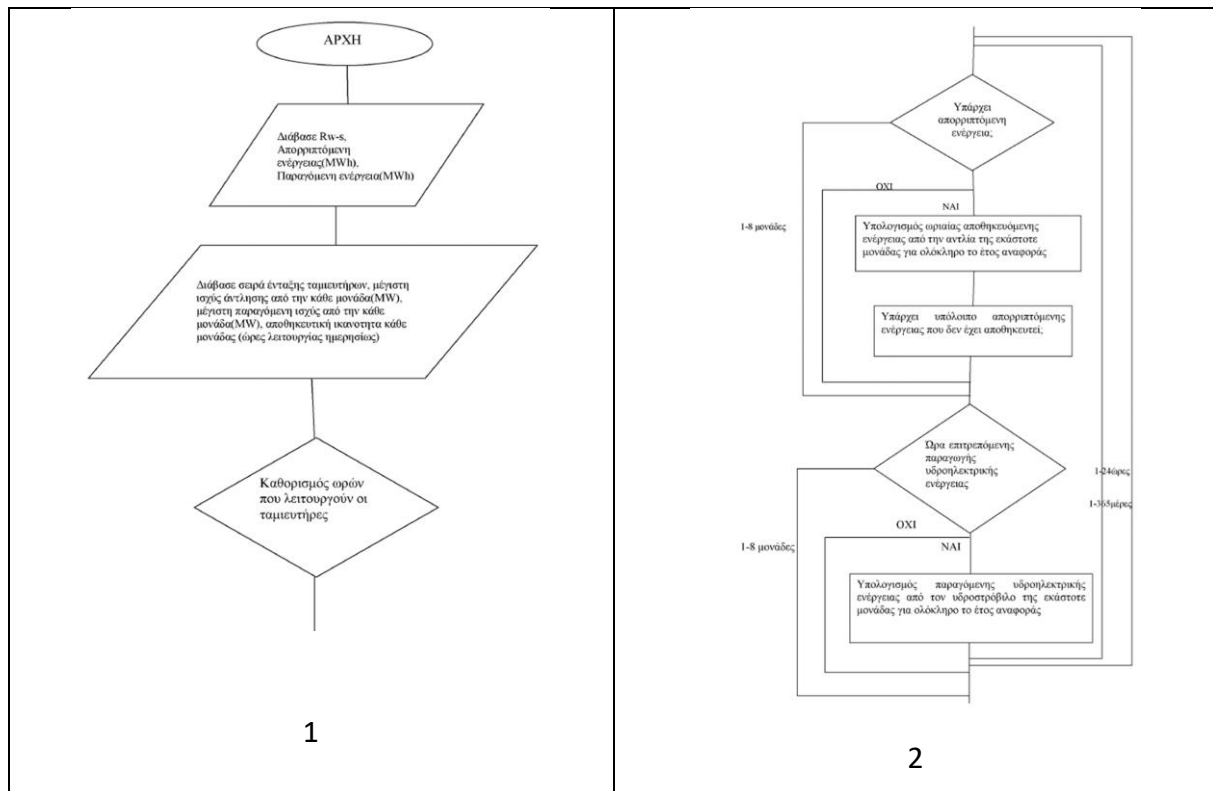 ΑΡΧΗ
Διάβασε Rw-s,
Απορριπτόμενη
ενέργειας(MWh),
Παραγόμενη ενέργεια(MWh)
Διάβασε σειρά ένταξης ταμιευτήρων, μέγιστη
ισχύς άντλησης από την κάθε μονάδα(MW),
μέγιστη παραγόμενη ισχύς από την κάθε
μονάδα(MW), αποθηκευτική ικανοτητα κάθε
μονάδας (ώρες λειτουργίας ημερησίως)
Καθορισμός ωρών
που λειτουργούν οι
ταμιευτήρες
1
Υπάρχει
απορριπτόμενη
ενέργεια;
ΟΧΙ
ΝΑΙ
1-8 μονάδες
Υπολογισμός ωριαίας αποθηκευόμενης
ενέργειας από την αντλία της εκάστοτε
μονάδας για ολόκληρο το έτος αναφοράς
Υπάρχει υπόλοιπο απορριπτόμενης
ενέργειας που δεν έχει αποθηκευτεί;
Ώρα επιτρεπόμενης
παραγωγής
υδροηλεκτρικής
ενέργειας
1-24ώρες
1-365μέρες
ΟΧΙ
ΝΑΙ
1-8 μονάδες
Υπολογισμός παραγόμενης υδροηλεκτρικής
ενέργειας από τον υδροστρόβιλο της εκάστοτε
μονάδας για ολόκληρο το έτος αναφοράς
2